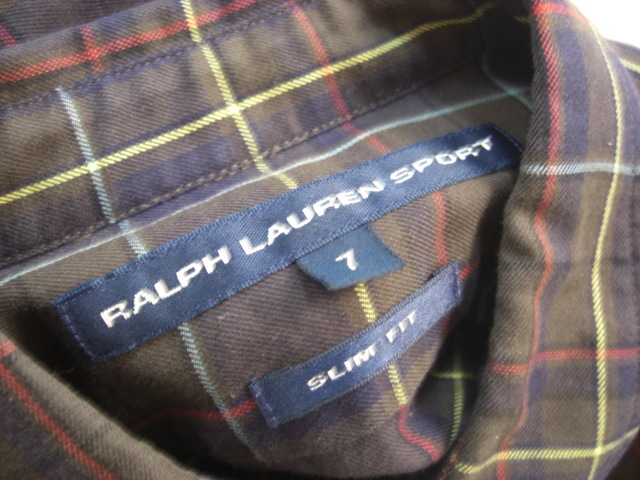 RALPH LAUREN SPORT
7
SLIM FIT